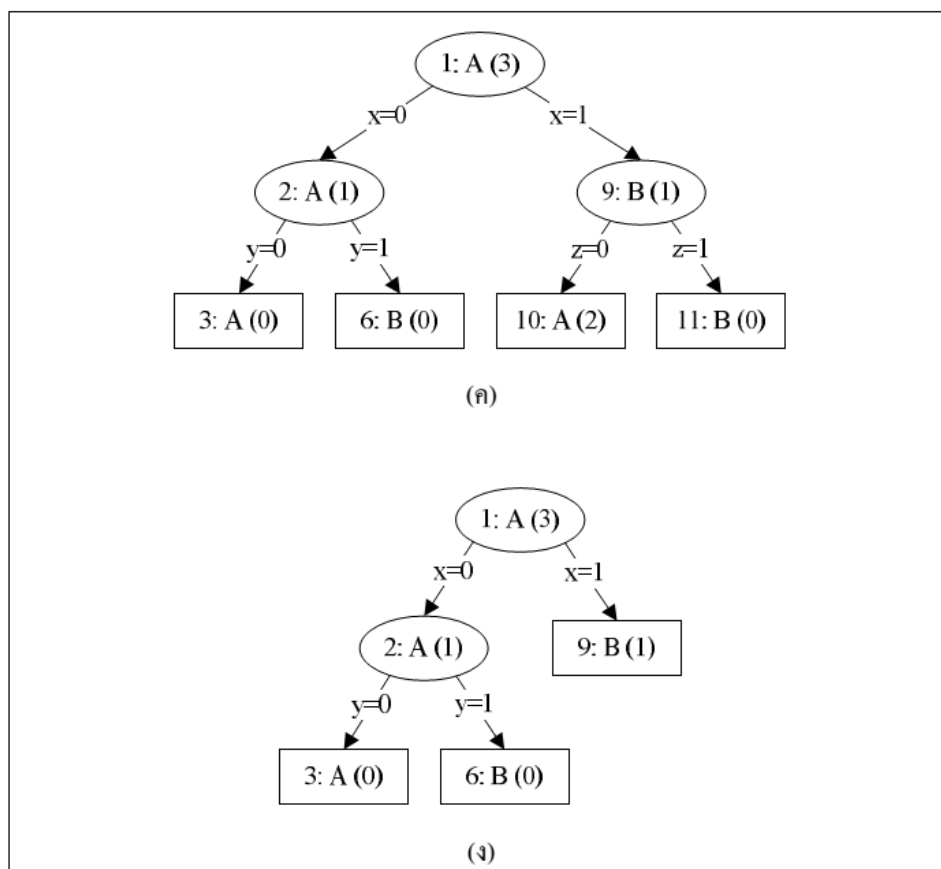 1: A (3)
x=0 x=1
2: A (1) 9: B (1)
y=0 y=1 z=0 z=1
3: A (0) 6: B (0) 10: A (2) 11: B (0)
(ค)
1: A (3)
x=0 x=1
2: A (1) 9: B (1)
y=0 y=1
3: A (0) 6: B (0)
(ง)